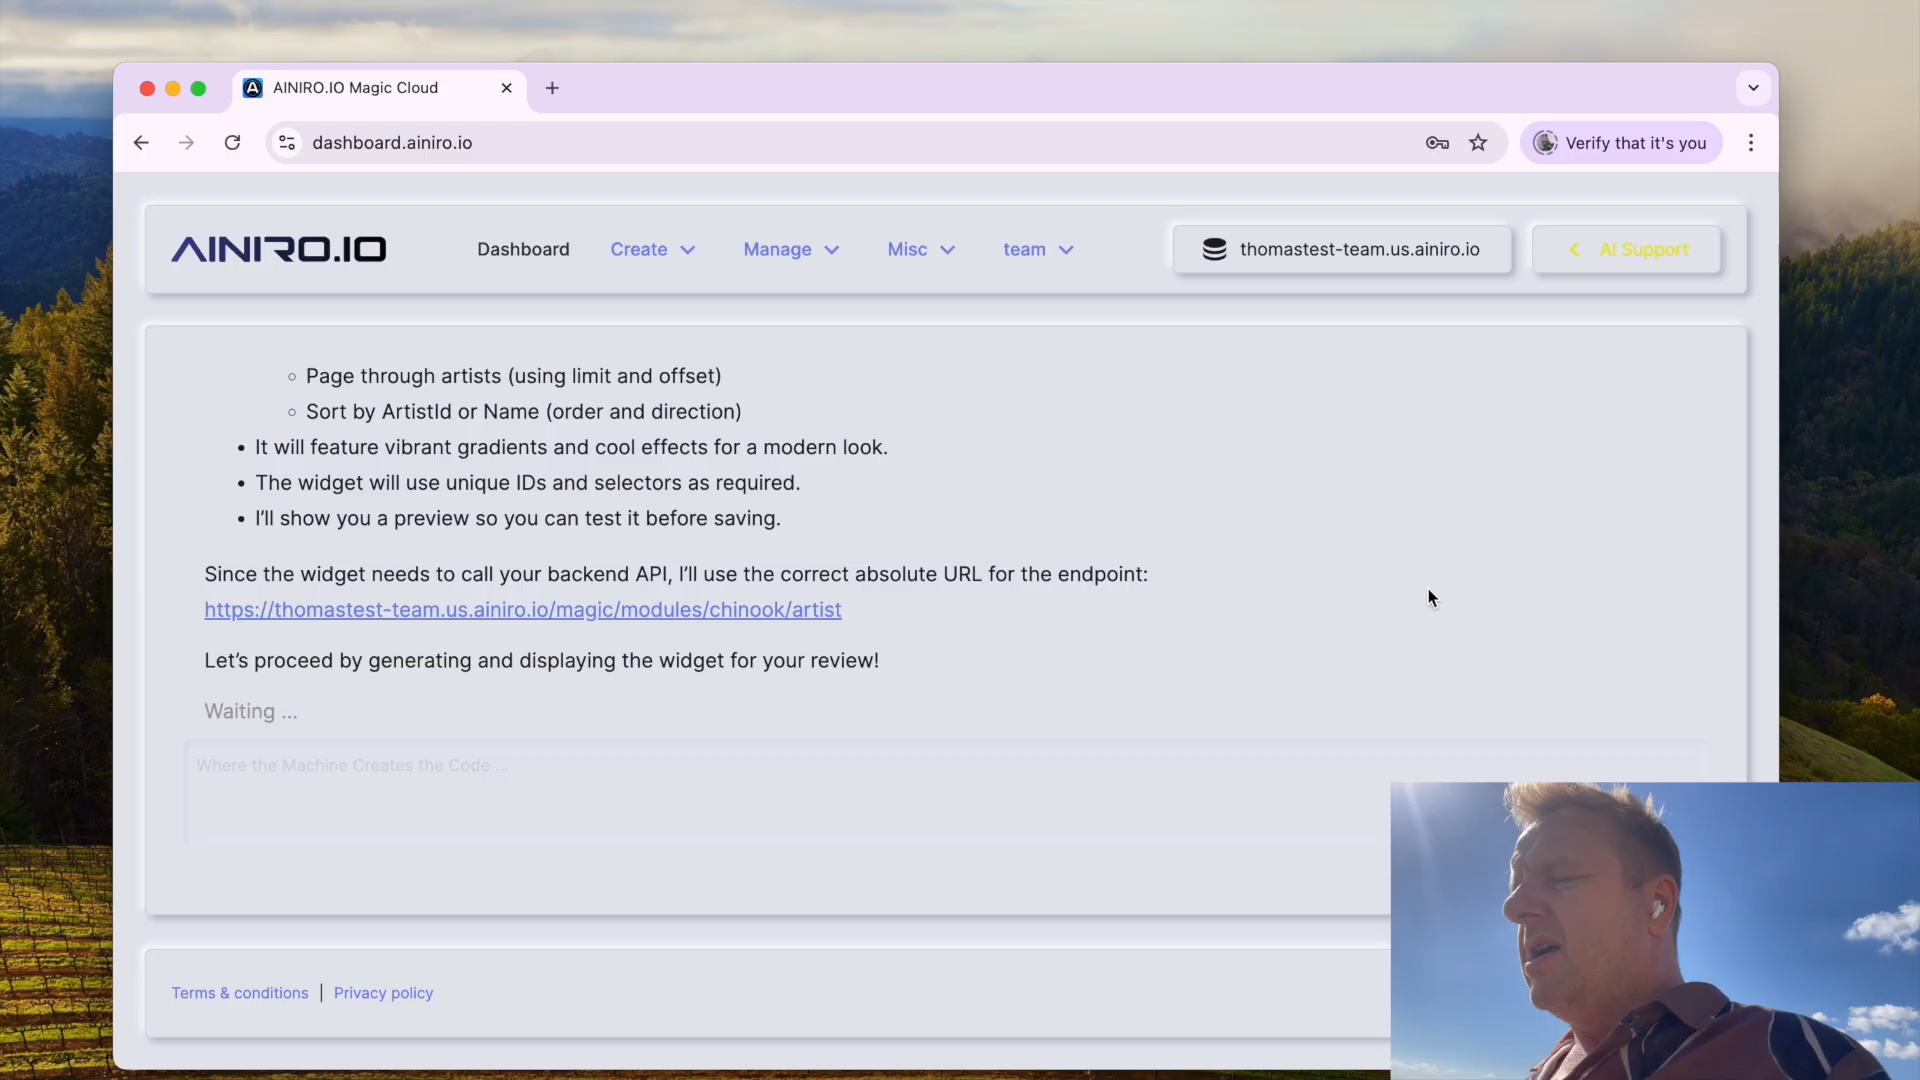 AINIRO.IO Magic Cloud
dashboard.ainiro.io
Verify that it's you
AINIRO.IO
Dashboard
Create
Manage
Misc
team
thomastest-team.us.ainiro.io
AI Support
Page through artists (using limit and offset)
Sort by ArtistId or Name (order and direction)
It will feature vibrant gradients and cool effects for a modern look.
The widget will use unique IDs and selectors as required.
I'll show you a preview so you can test it before saving.
Since the widget needs to call your backend API, I'll use the correct absolute URL for the endpoint:
https://thomastest-team.us.ainiro.io/magic/modules/chinook/artist
Let's proceed by generating and displaying the widget for your review!
Waiting ...
Where the Machine Creates the Code ...
Terms & conditions | Privacy policy